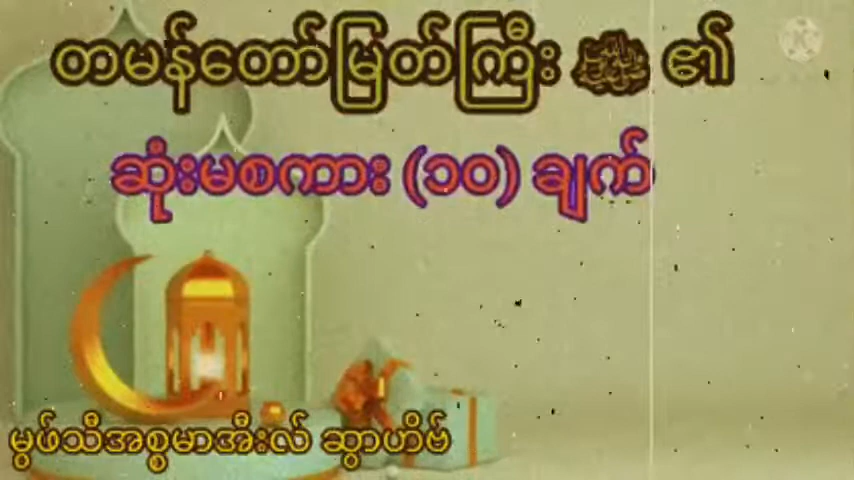 တမန်တော်မြတ်ကြီး ﷺ ၏
ဆုံးမစကား (၁၀) ချက်
မွဖ်သီအစ္စမာအီးလ် ဆွာဟိဗ်